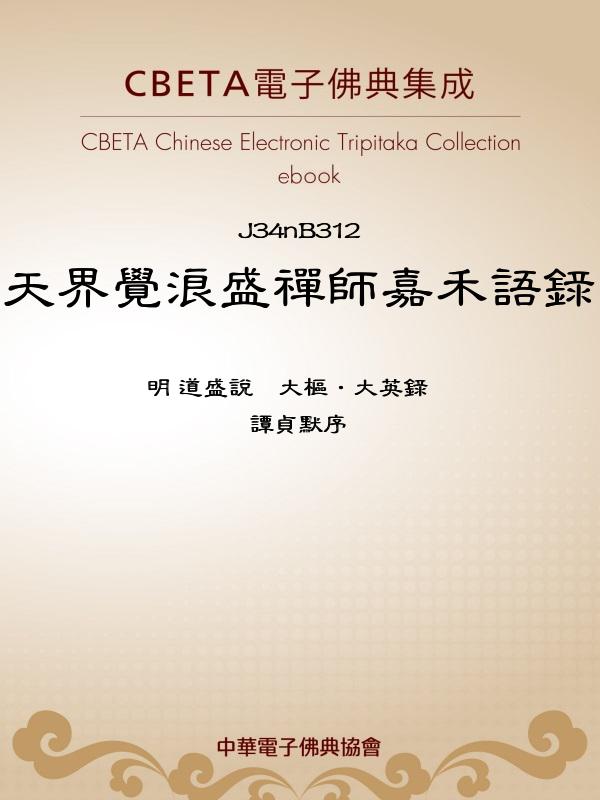 CBETA電子佛典集成
CBETA Chinese Electronic Tripitaka Collection
ebook
J34nB312
天界覺浪盛禪師嘉禾語錄
明 道盛說　大樞・大英錄
譚貞默序
中華電子佛典協會